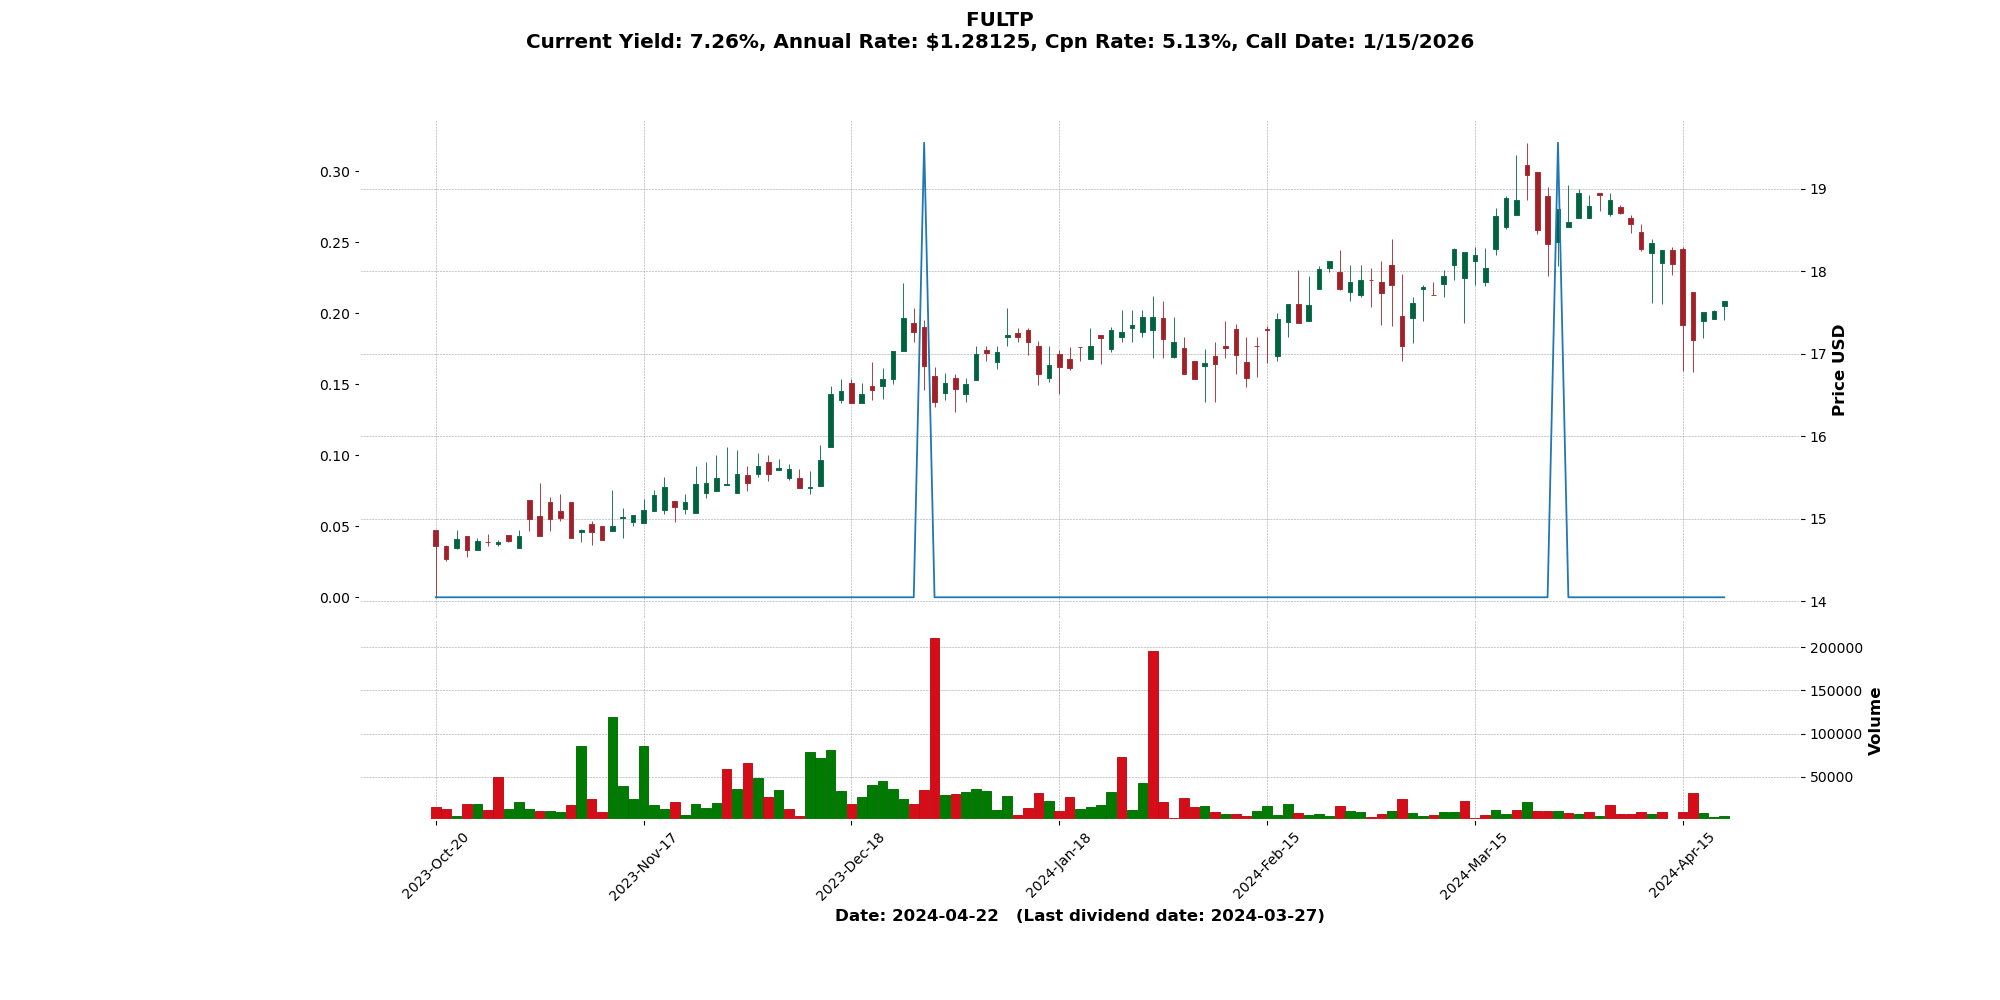 FULTP
Current Yield: 7.26%, Annual Rate: $1.28125, Cpn Rate: 5.13%, Call Date: 1/15/2026
0.30
0.25
0.20
0.15
0.10
0.05
0.00
19
18
17
16
15
14
Price USD
200000
150000
100000
50000
Volume
2023-Oct-20
2023-Nov-17
2023-Dec-18
2024-Jan-18
2024-Feb-15
2024-Mar-15
2024-Apr-15
Date: 2024-04-22   (Last dividend date: 2024-03-27)